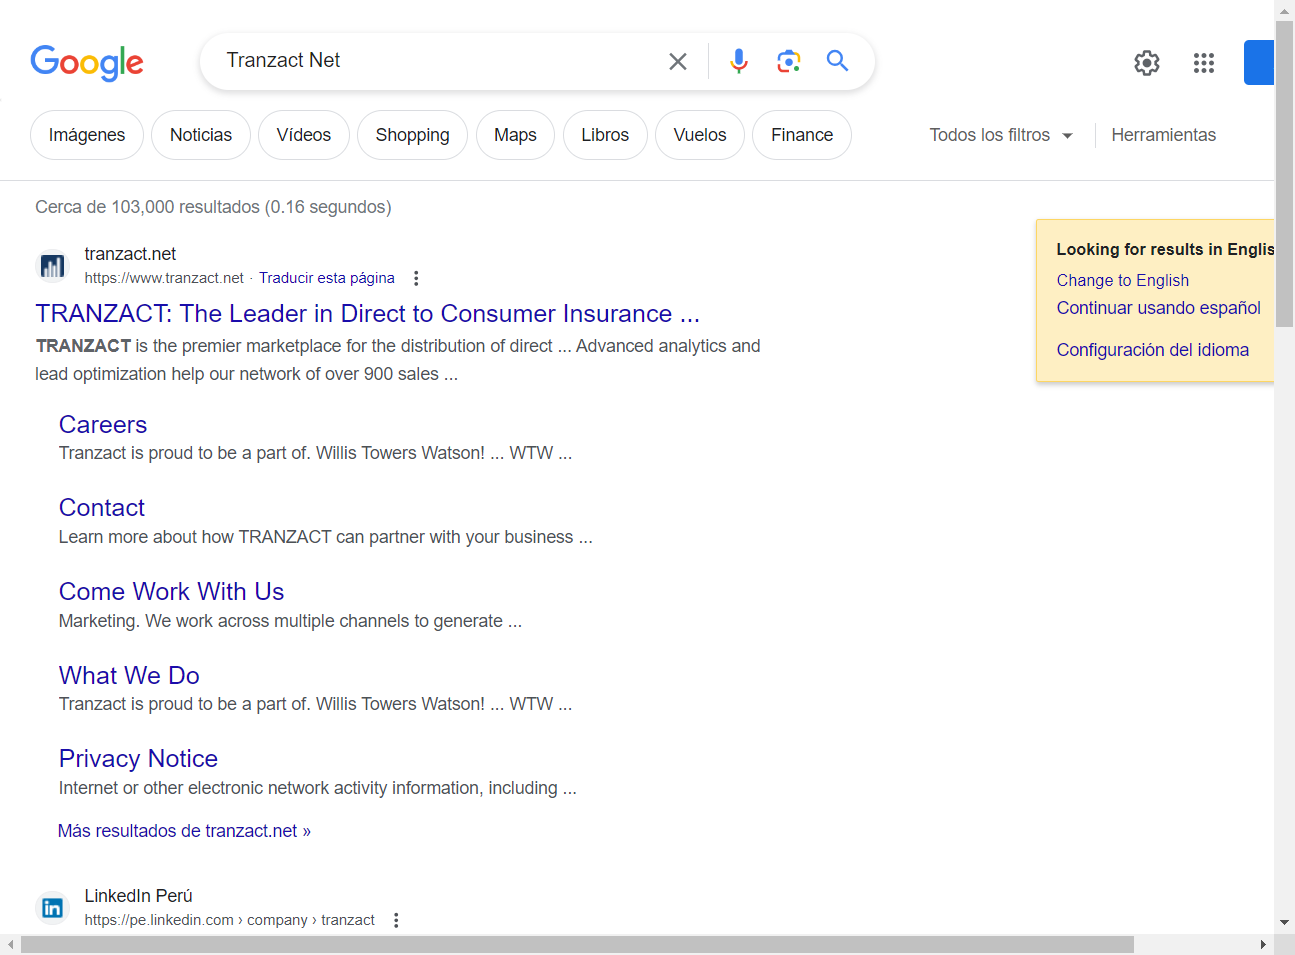 Google
Tranzact Net
Imágenes
Noticias
Vídeos
Shopping
Maps
Libros
Vuelos
Finance
Todos los filtros
Herramientas
Cerca de 103,000 resultados (0.16 segundos)
tranzact.net
https://www.tranzact.net · Traducir esta página
TRANZACT: The Leader in Direct to Consumer Insurance ...
TRANZACT is the premier marketplace for the distribution of direct ... Advanced analytics and
lead optimization help our network of over 900 sales ...
Careers
Tranzact is proud to be a part of. Willis Towers Watson! ... WTW ...
Contact
Learn more about how TRANZACT can partner with your business ...
Come Work With Us
Marketing. We work across multiple channels to generate ...
What We Do
Tranzact is proud to be a part of. Willis Towers Watson! ... WTW ...
Privacy Notice
Internet or other electronic network activity information, including ...
Más resultados de tranzact.net »
LinkedIn Perú
https://pe.linkedin.com › company › tranzact
Looking for results in Englis
Change to English
Continuar usando español
Configuración del idioma